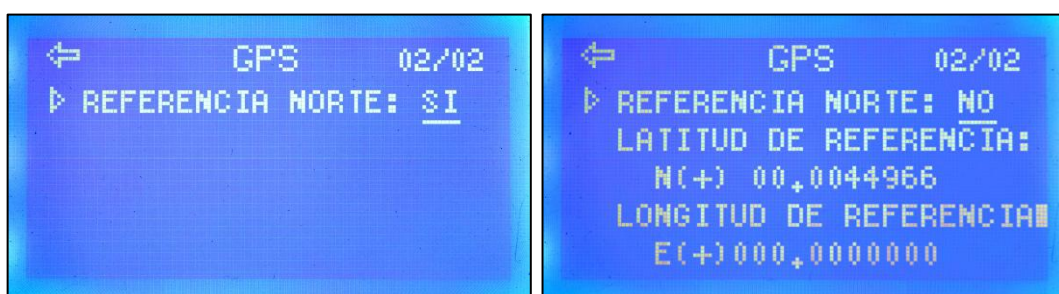 GPS 02/02
REFERENCIA NORTE: SI
GPS 02/02
REFERENCIA NORTE: NO
LATITUD DE REFERENCIA:
N(+) 00.0044966
LONGITUD DE REFERENCIA
E(+)000.0000000